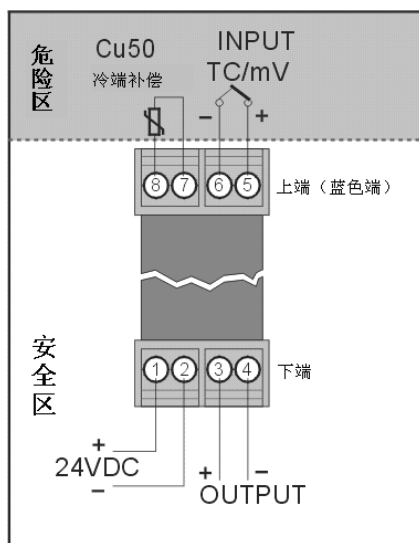 危险区
Cu50
冷端补偿
INPUT
TC/mV
− +
8 7 6 5
上端（蓝色端）
安全区
1 2 3 4
下端
+
24VDC
−
+ −
OUTPUT